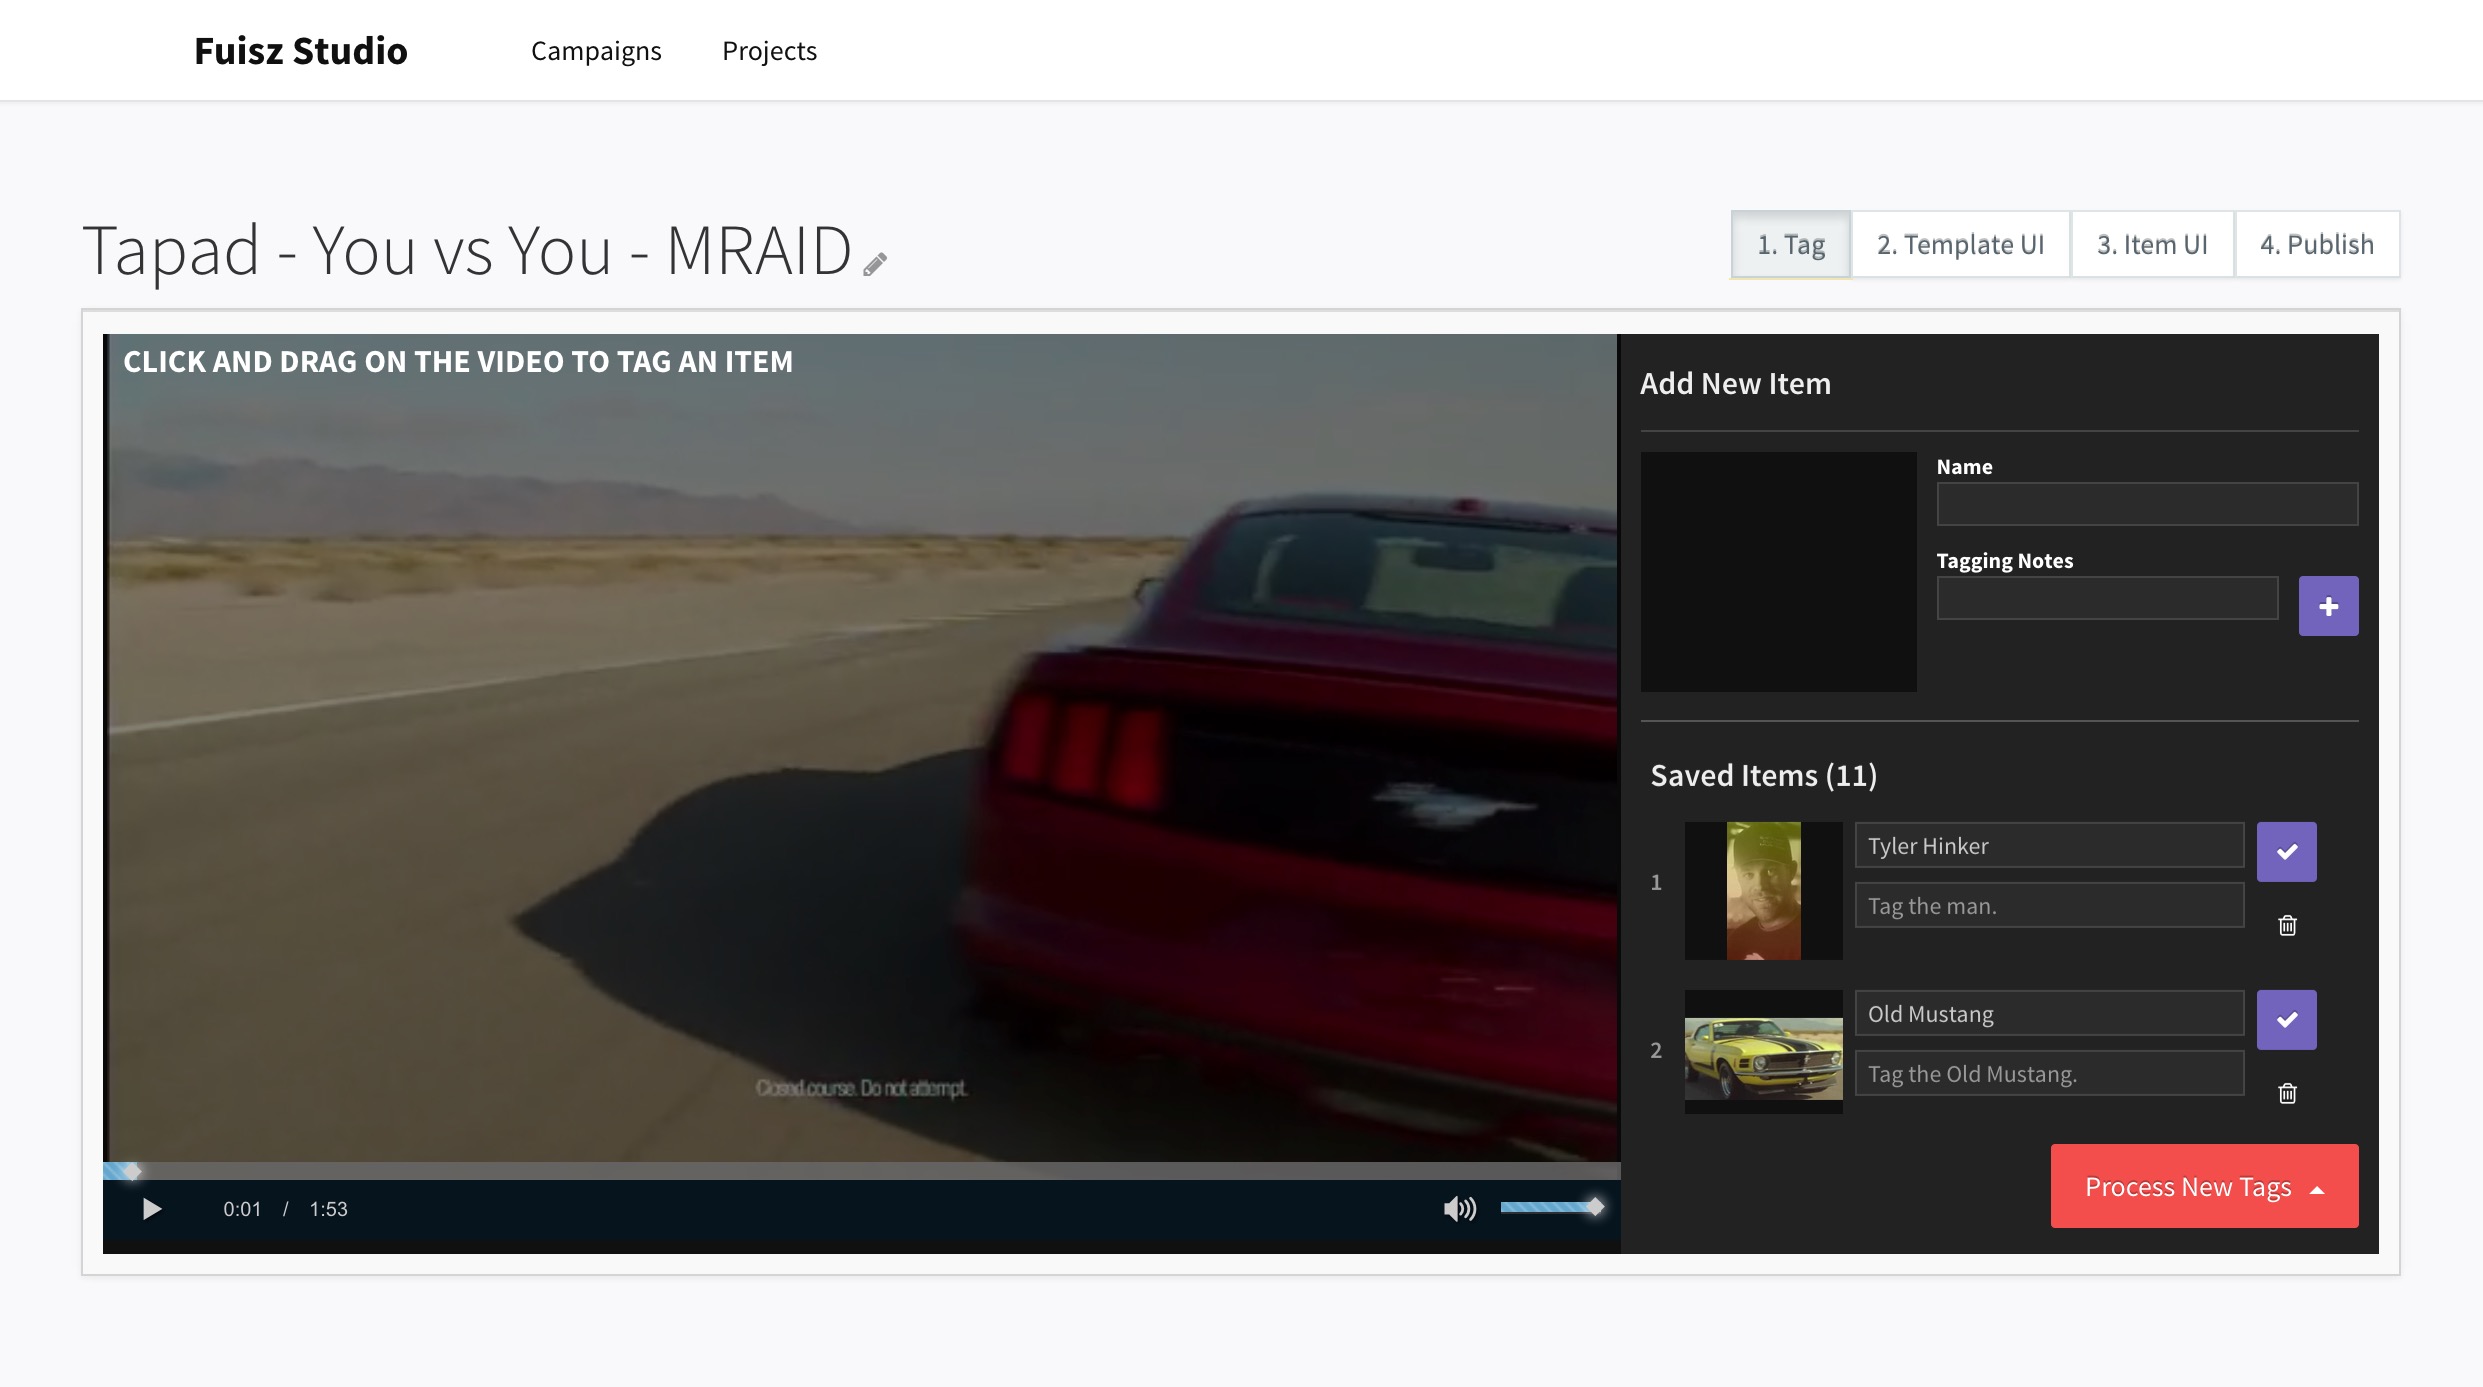 Fuisz Studio
Campaigns
Projects
Tapad - You vs You - MRAID
1. Tag
2. Template UI
3. Item UI
4. Publish
CLICK AND DRAG ON THE VIDEO TO TAG AN ITEM
Closed course. Do not attempt.
0:01 / 1:53
Add New Item
Name
Tagging Notes
Saved Items (11)
1
Tyler Hinker
Tag the man.
2
Old Mustang
Tag the Old Mustang.
Process New Tags